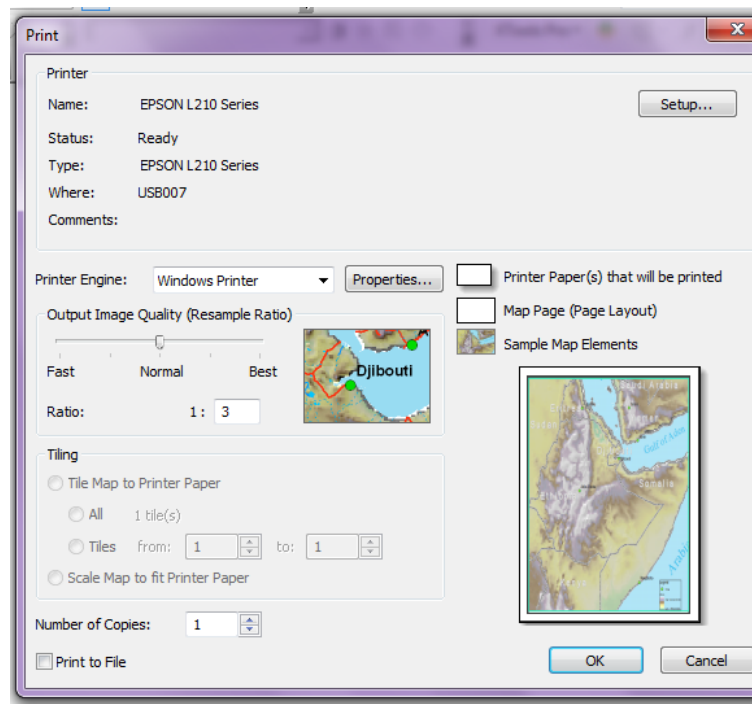 Print
Printer
Name: EPSON L210 Series
Setup...
Status: Ready
Type: EPSON L210 Series
Where: USB007
Comments:
Printer Engine: Windows Printer Properties...
Printer Paper(s) that will be printed
Map Page (Page Layout)
Sample Map Elements
Output Image Quality (Resample Ratio)
Fast Normal Best
Ratio: 1: 3
Djibouti
Tiling
Tile Map to Printer Paper
All 1 tile(s)
Tiles from: 1 to: 1
Scale Map to fit Printer Paper
Saudi Arabia
Gulf of Aden
Somalia
Number of Copies: 1
Print to File
OK Cancel